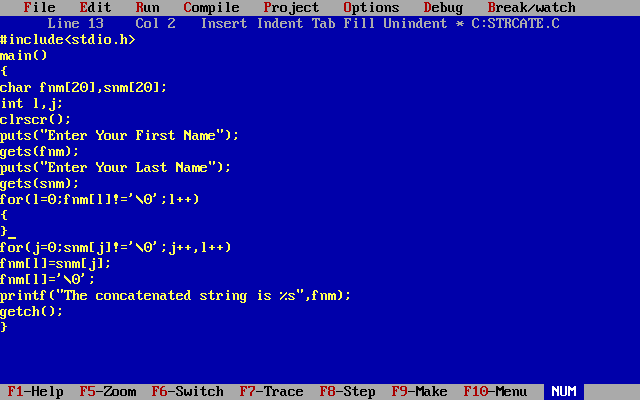 File Edit Run Compile Project Options Debug Break/watch
Line 13 Col 2 Insert Indent Tab Fill Unindent * C:STRCATE.C
#include<stdio.h>
main()
{
char fnm[20],snm[20];
int l,j;
clrscr();
puts("Enter Your First Name");
gets(fnm);
puts("Enter Your Last Name");
gets(snm);
for(l=0;fnm[l]!='\0';l++)
{
}_
for(j=0;snm[j]!='\0';j++,l++)
fnm[l]=snm[j];
fnm[l]='\0';
printf("The concatenated string is %s",fnm);
getch();
}
F1-Help F5-Zoom F6-Switch F7-Trace F8-Step F9-Make F10-Menu NUM